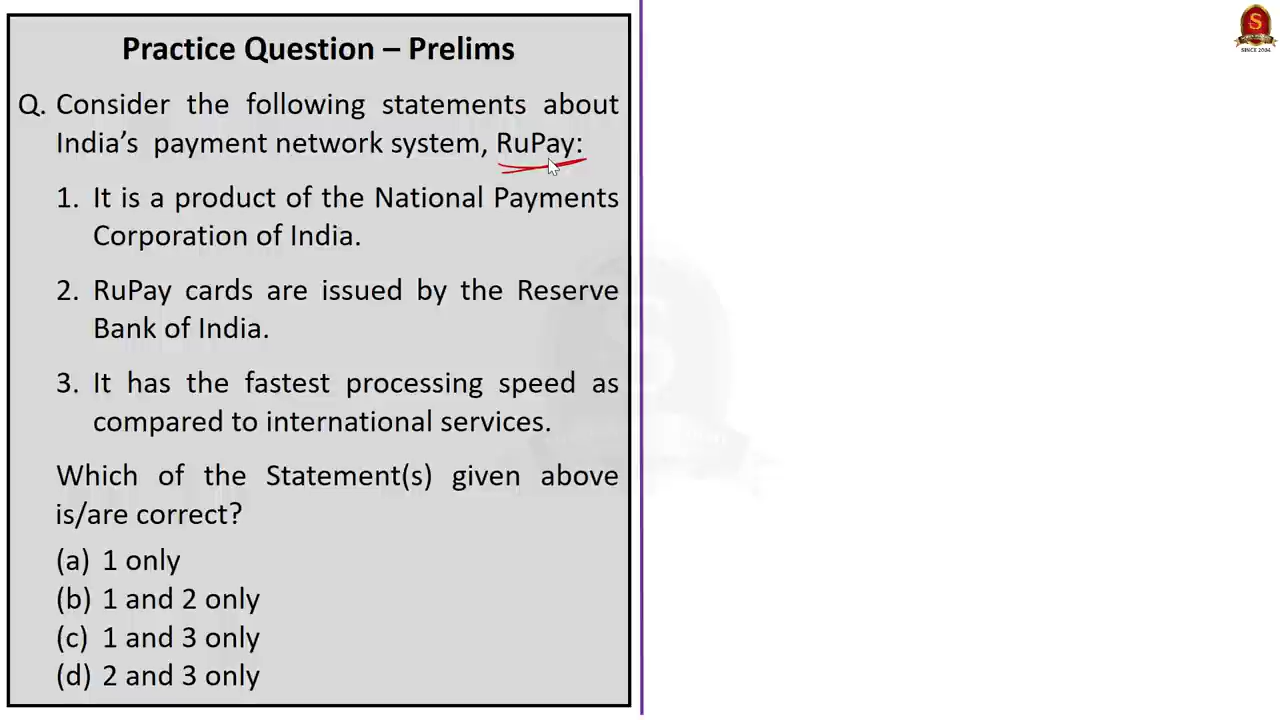 Practice Question – Prelims
Q. Consider the following statements about
India’s payment network system, RuPay:
1. It is a product of the National Payments
Corporation of India.
2. RuPay cards are issued by the Reserve
Bank of India.
3. It has the fastest processing speed as
compared to international services.
Which of the Statement(s) given above
is/are correct?
(a) 1 only
(b) 1 and 2 only
(c) 1 and 3 only
(d) 2 and 3 only
S
SINCE 2004